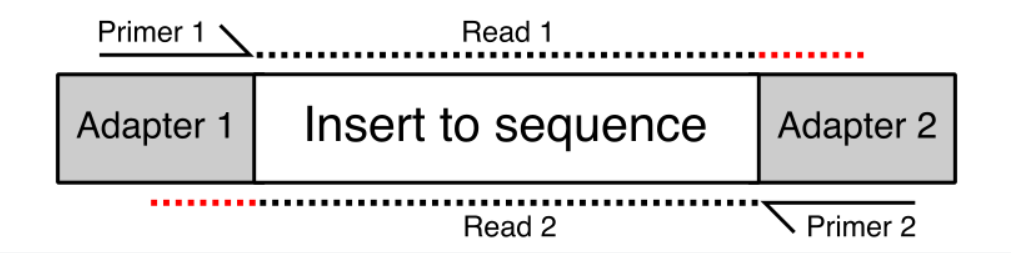 Primer 1
Read 1
Adapter 1
Insert to sequence
Adapter 2
Read 2
Primer 2